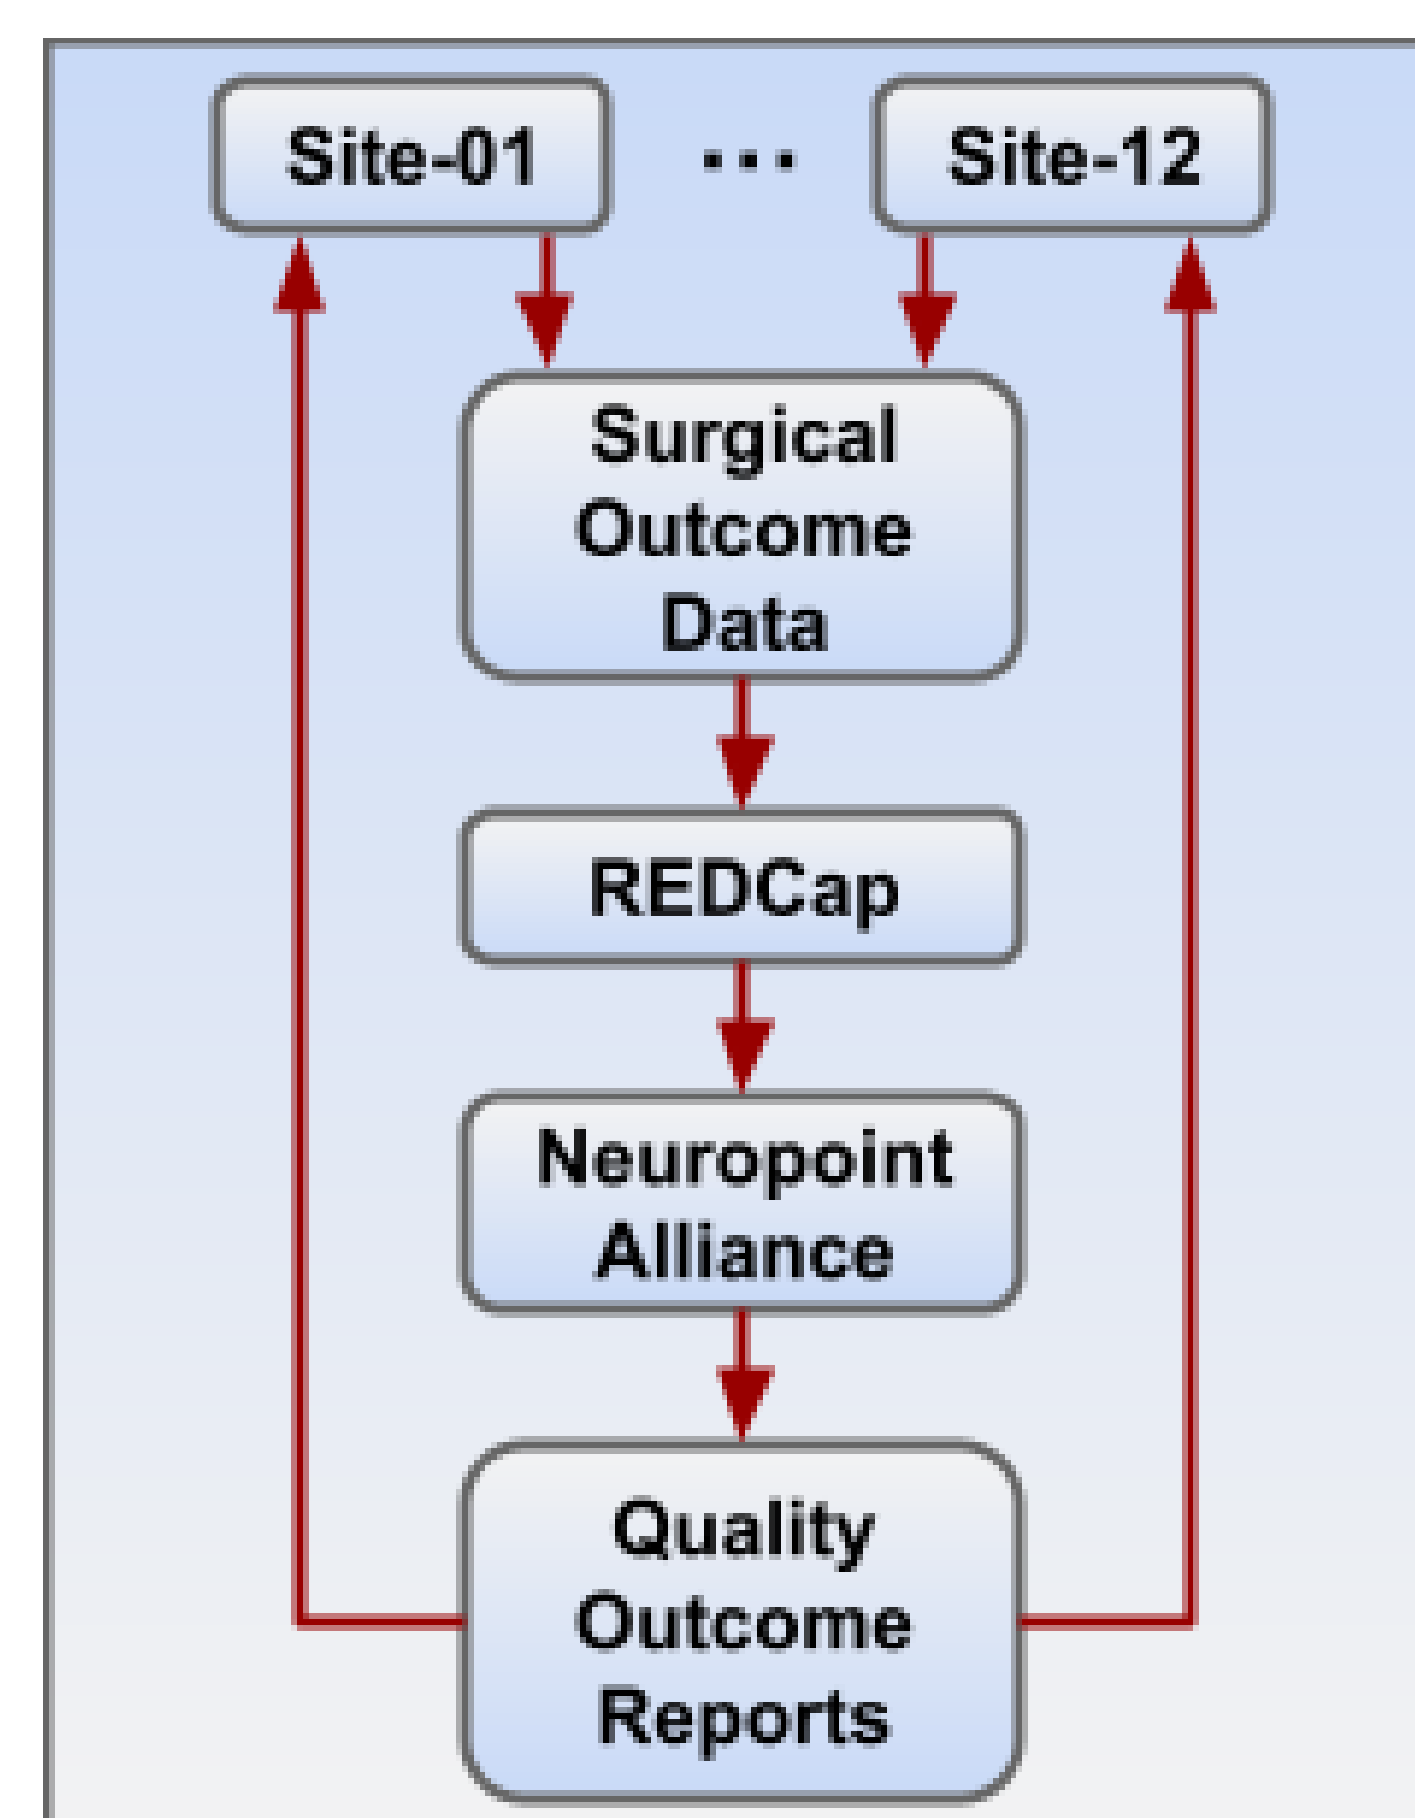 Site-01 ... Site-12
Surgical
Outcome
Data
REDCap
Neuropoint
Alliance
Quality
Outcome
Reports